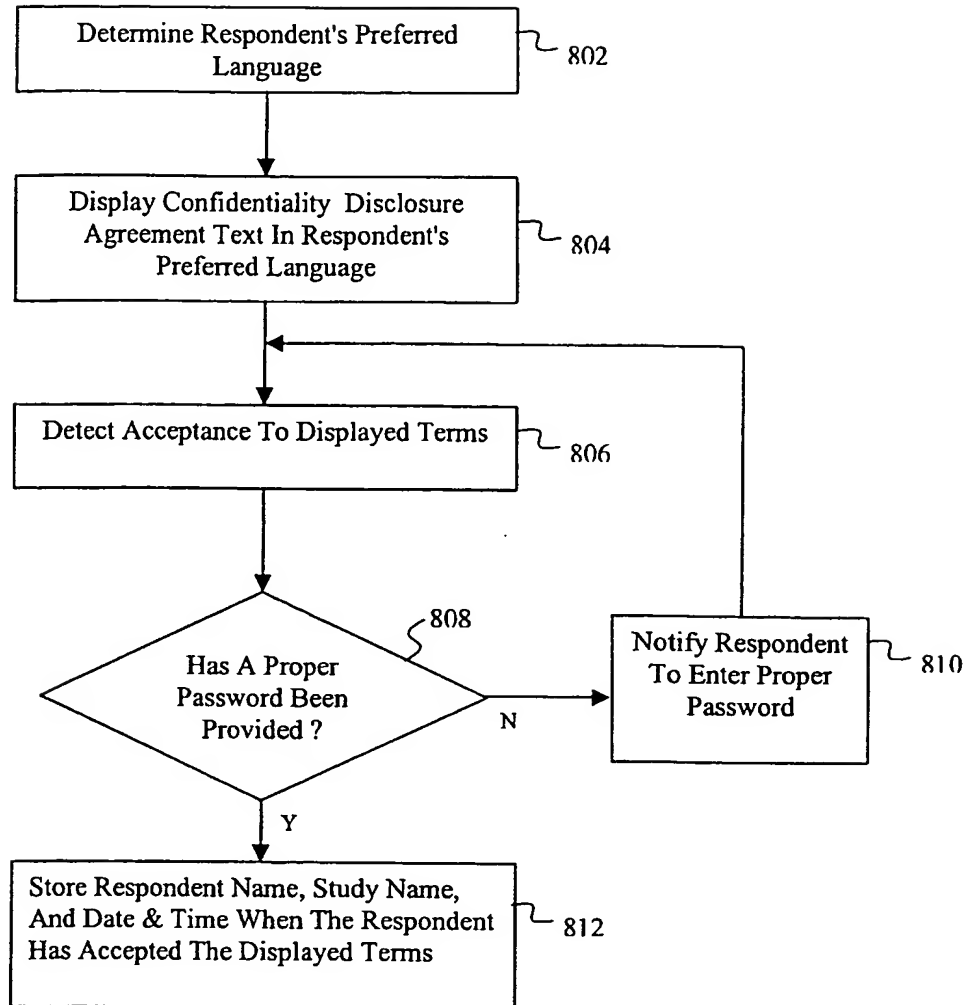 Determine Respondent's Preferred
Language
802
Display Confidentiality Disclosure
Agreement Text In Respondent's
Preferred Language
804
Detect Acceptance To Displayed Terms
806
808
Has A Proper
Password Been
Provided ?
N
Notify Respondent
To Enter Proper
Password
810
Y
Store Respondent Name, Study Name,
And Date & Time When The Respondent
Has Accepted The Displayed Terms
812